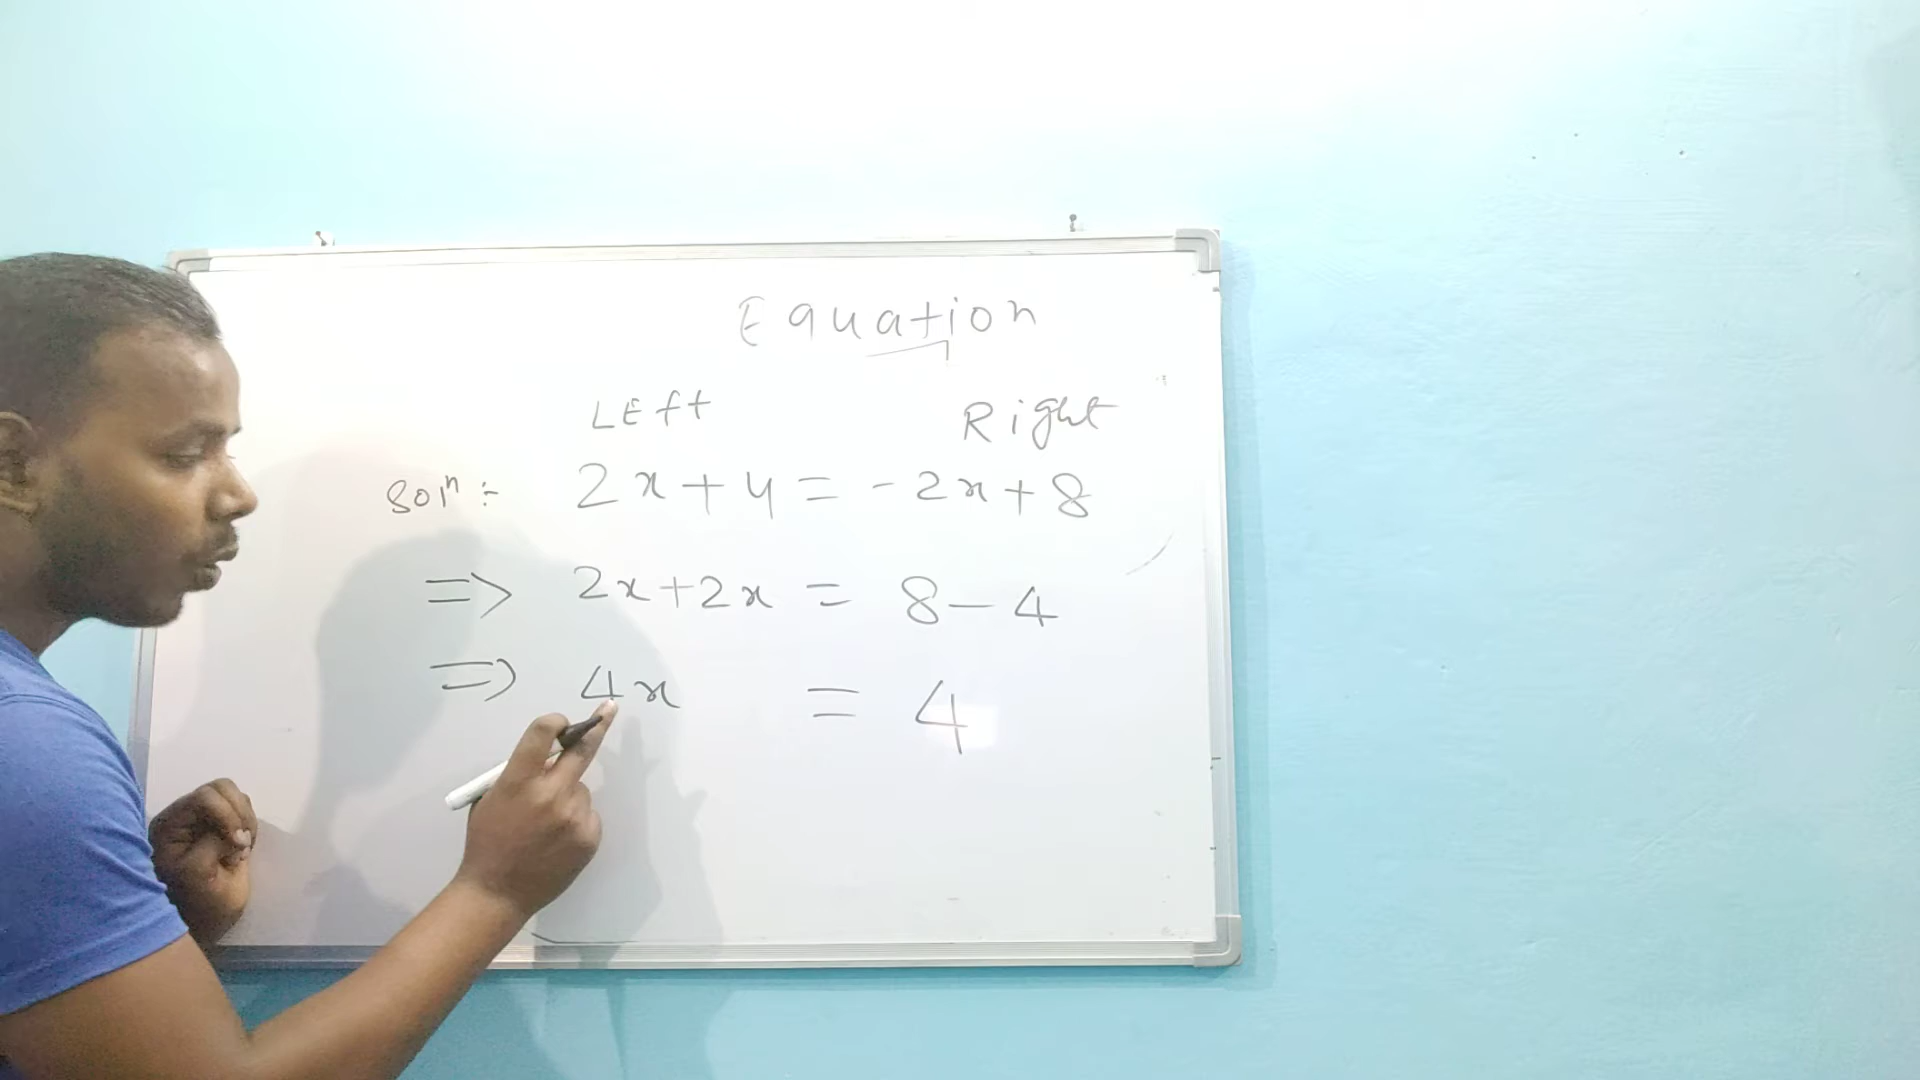 Equation
LEft Right
Solⁿ :- 2x + 4 = - 2x + 8
=> 2x + 2x = 8 - 4
=> 4x = 4